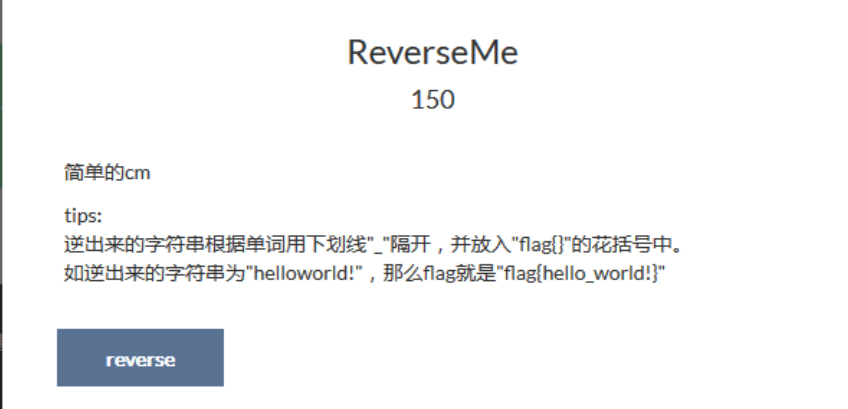 ReverseMe
150
简单的cm
tips:
逆出来的字符串根据单词用下划线"_"隔开，并放入"flag{}"的花括号中。
如逆出来的字符串为"helloworld!"，那么flag就是"flag{hello_world!}"
reverse